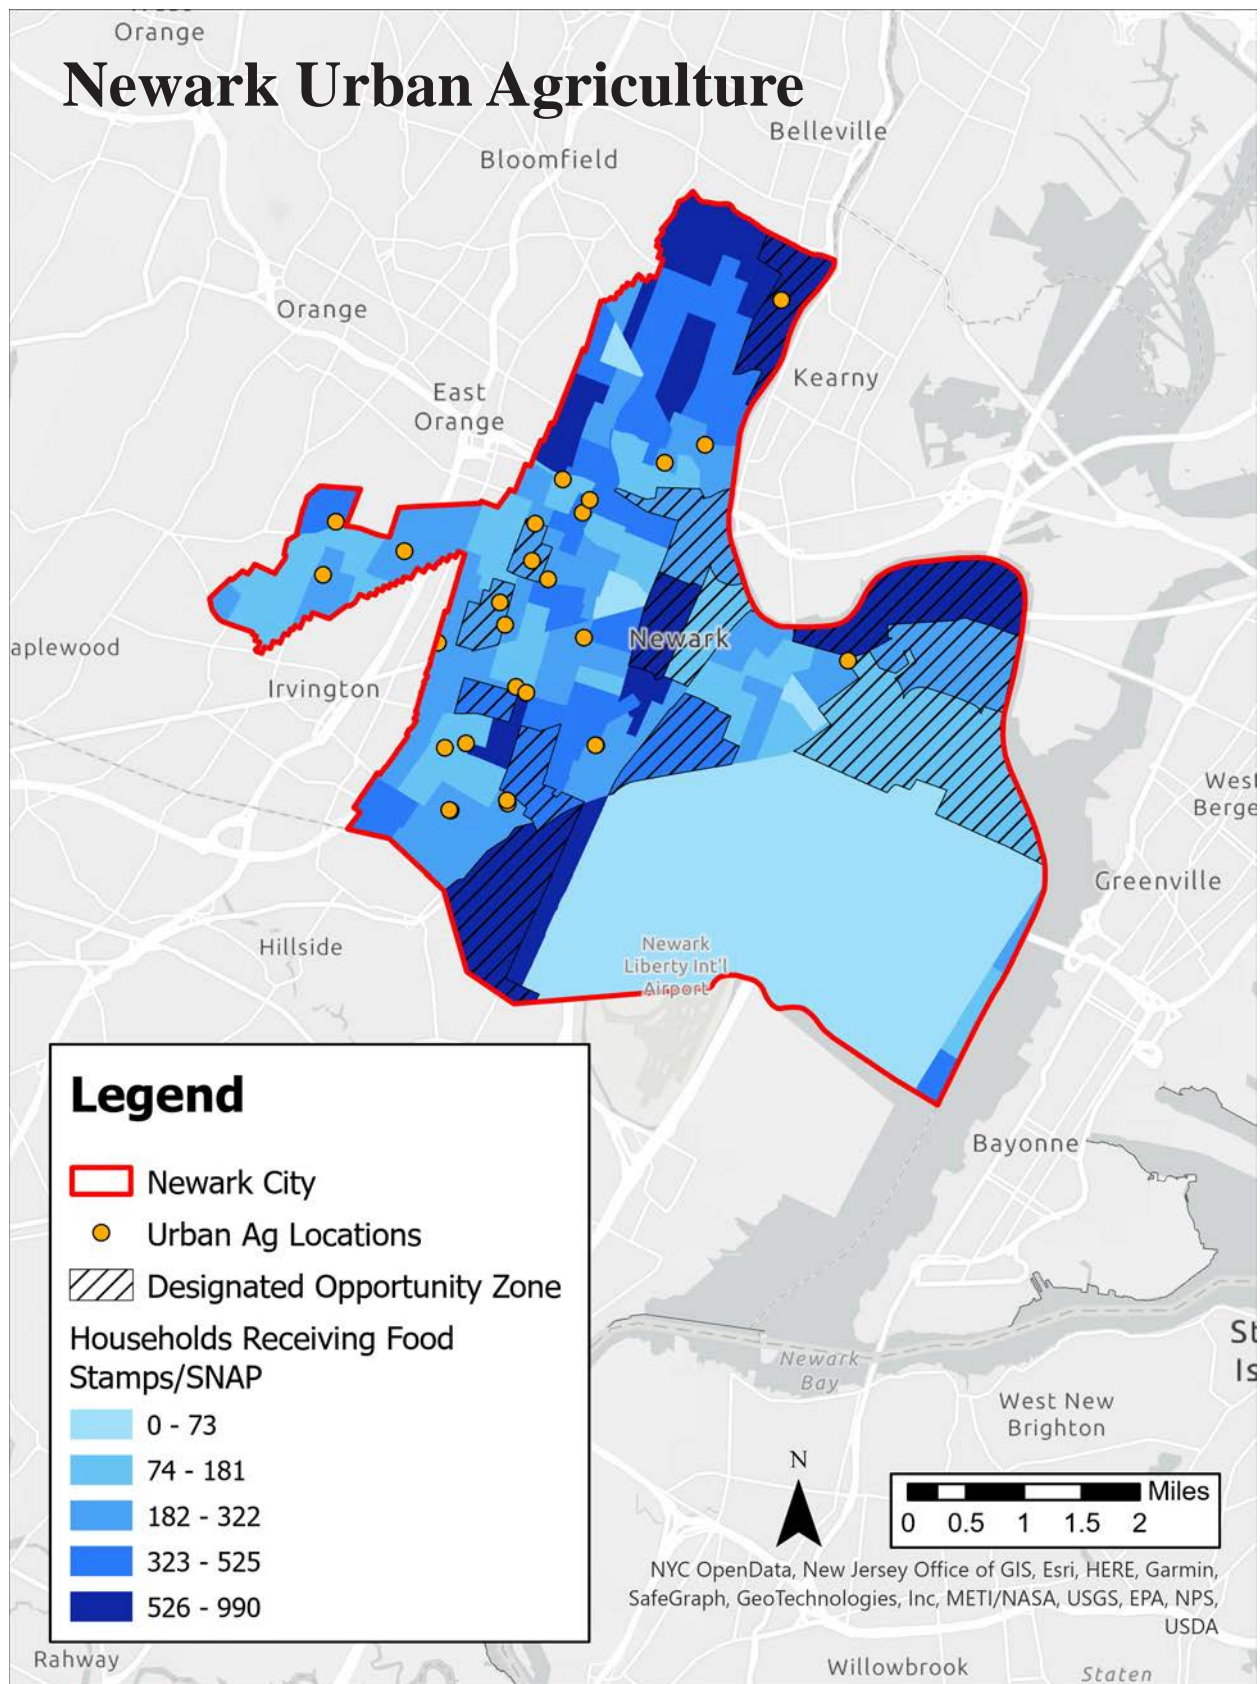 Orange
Newark Urban Agriculture
Belleville
Bloomfield
Orange
Kearny
East
Orange
Newark
aplewood
Irvington
West
Berge
Greenville
Hillside
Newark
Liberty Int'l
Airport
Legend
Newark City
Urban Ag Locations
Designated Opportunity Zone
Households Receiving Food
Stamps/SNAP
0 - 73
74 - 181
182 - 322
323 - 525
526 - 990
Bayonne
St
Is
Newark
Bay
West New
Brighton
N
Miles
0 0.5 1 1.5 2
NYC OpenData, New Jersey Office of GIS, Esri, HERE, Garmin,
SafeGraph, GeoTechnologies, Inc, METI/NASA, USGS, EPA, NPS,
USDA
Rahway
Willowbrook
Staten